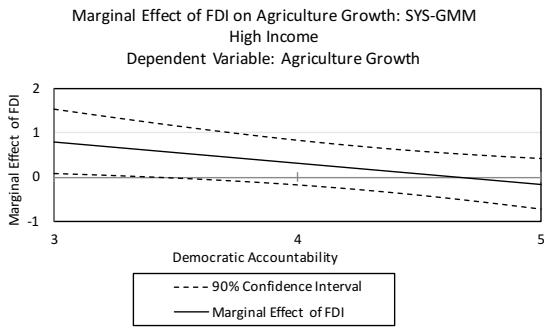 Marginal Effect of FDI on Agriculture Growth: SYS-GMM
High Income
Dependent Variable: Agriculture Growth
2
1
0
-1
Marginal Effect of FDI
3
4
5
Democratic Accountability
90% Confidence Interval
Marginal Effect of FDI